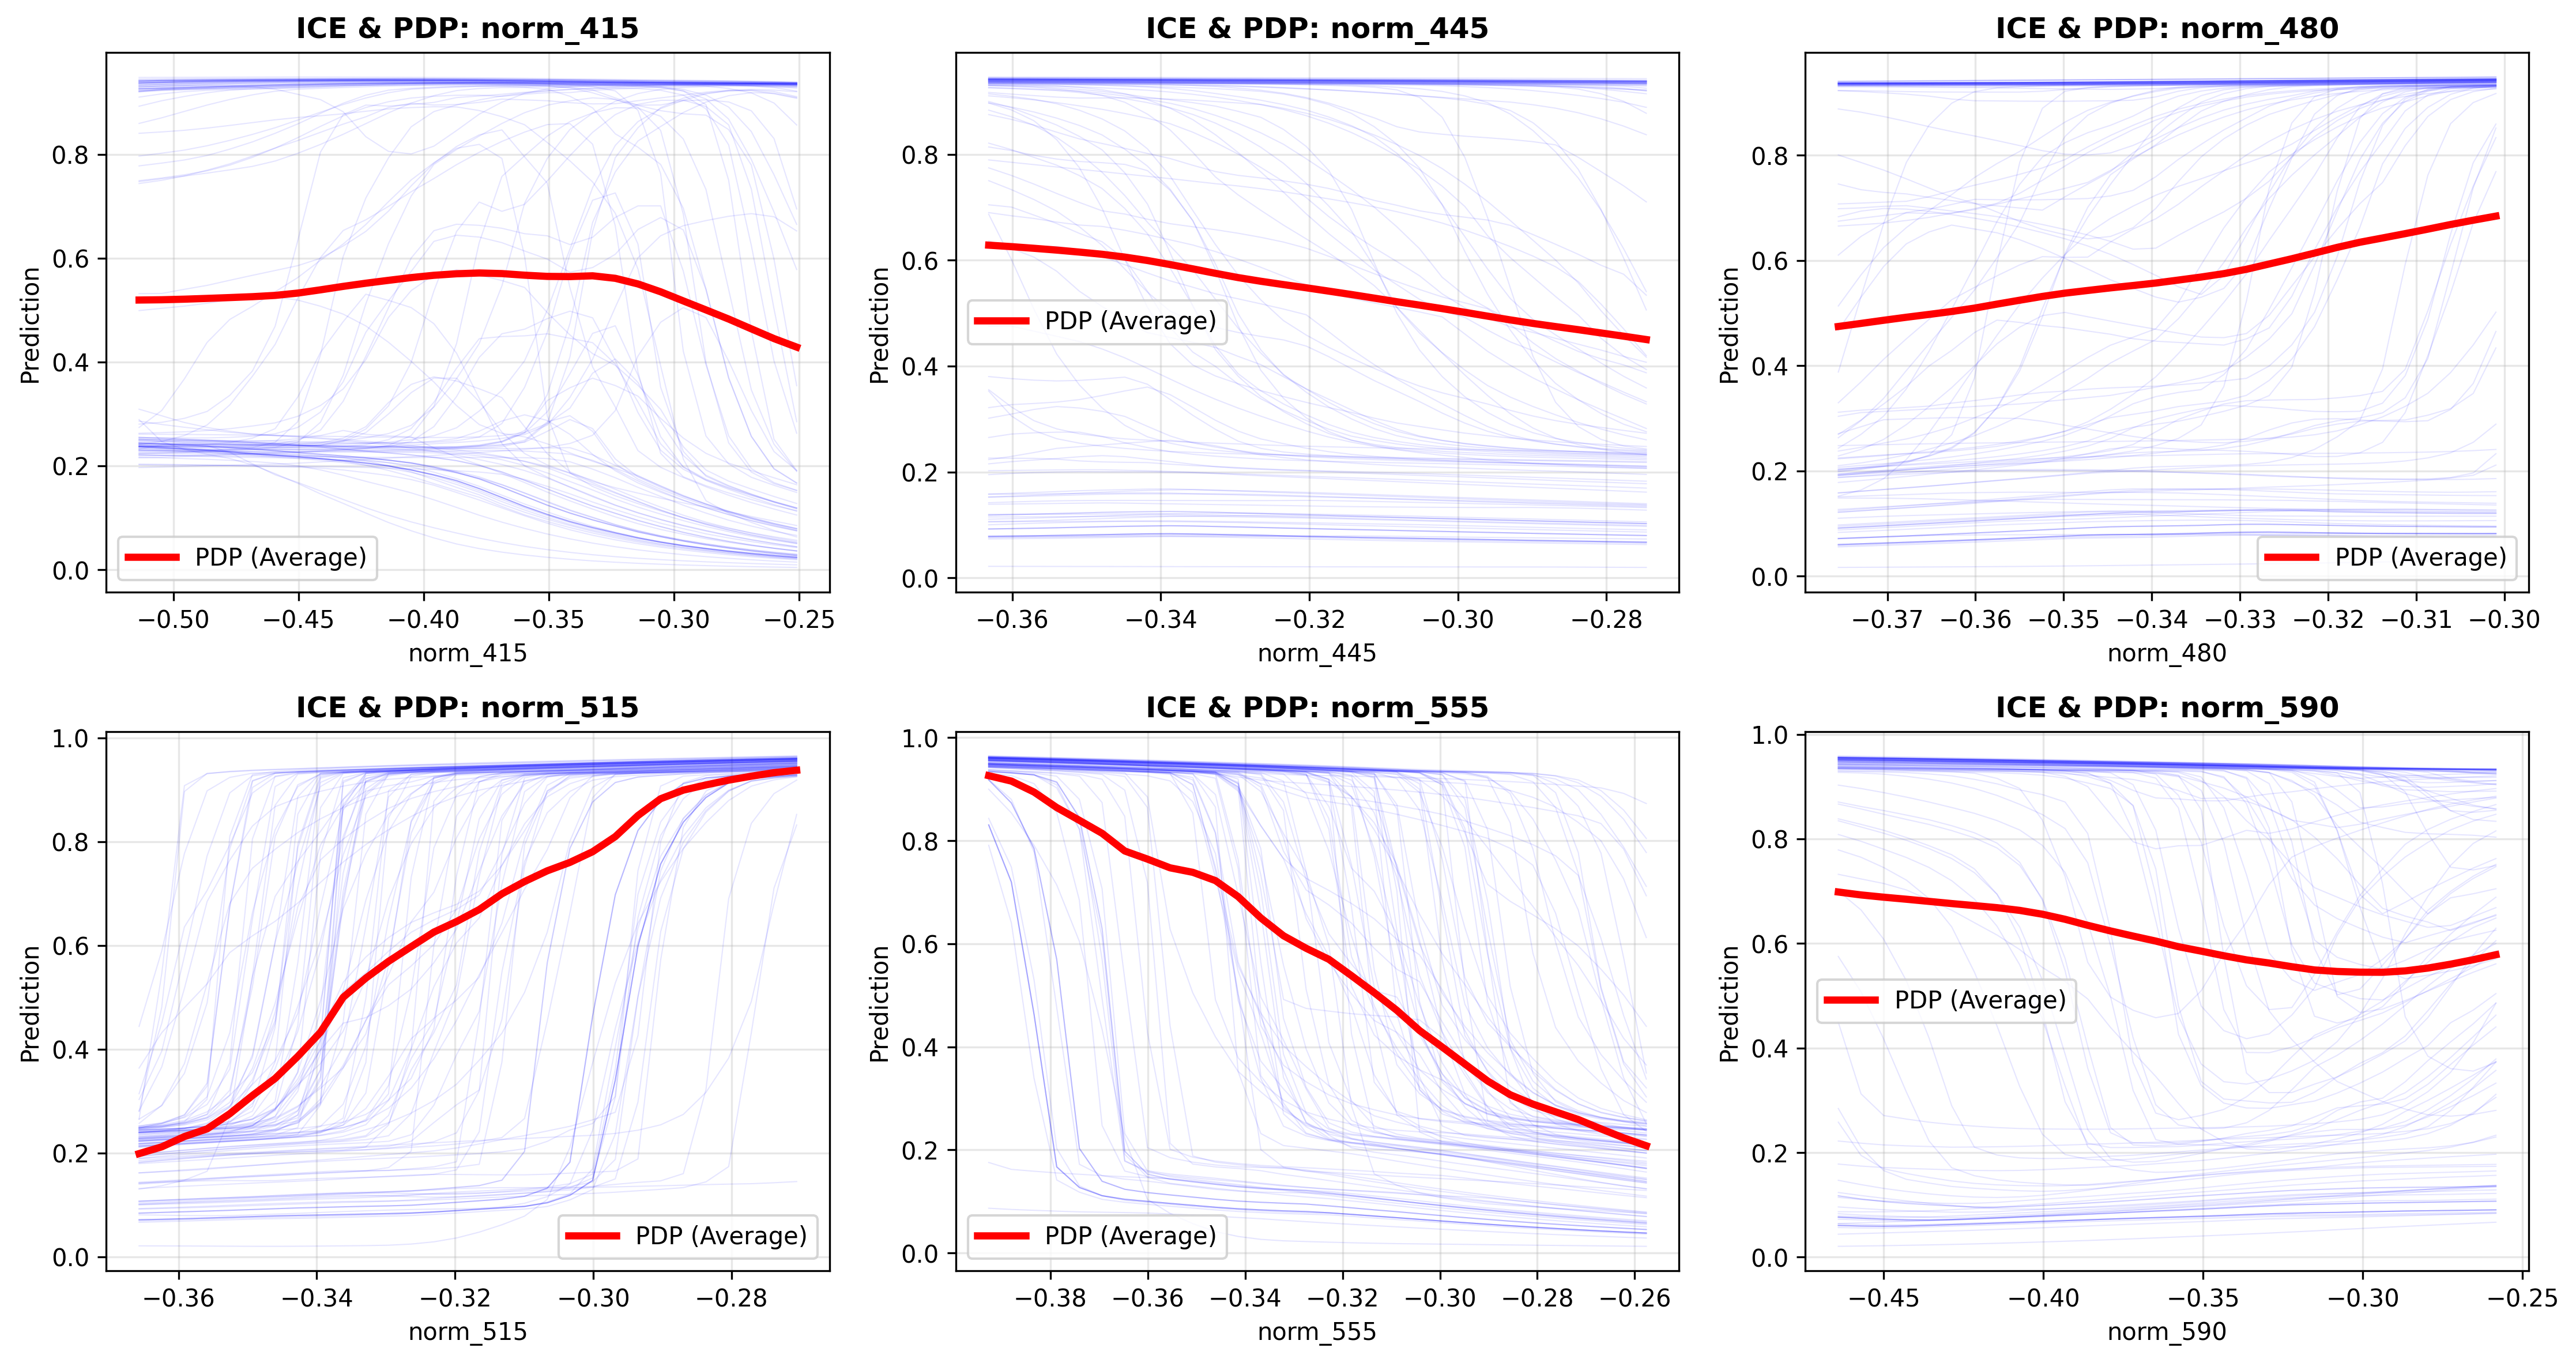 ICE & PDP: norm_415
Prediction
0.8
0.6
0.4
0.2
0.0
PDP (Average)
−0.50 −0.45 −0.40 −0.35 −0.30 −0.25
norm_415
ICE & PDP: norm_445
Prediction
0.8
0.6
0.4
0.2
0.0
PDP (Average)
−0.36 −0.34 −0.32 −0.30 −0.28
norm_445
ICE & PDP: norm_480
Prediction
0.8
0.6
0.4
0.2
0.0
PDP (Average)
−0.37 −0.36 −0.35 −0.34 −0.33 −0.32 −0.31 −0.30
norm_480
ICE & PDP: norm_515
Prediction
1.0
0.8
0.6
0.4
0.2
0.0
PDP (Average)
−0.36 −0.34 −0.32 −0.30 −0.28
norm_515
ICE & PDP: norm_555
Prediction
1.0
0.8
0.6
0.4
0.2
0.0
PDP (Average)
−0.38 −0.36 −0.34 −0.32 −0.30 −0.28 −0.26
norm_555
ICE & PDP: norm_590
Prediction
1.0
0.8
0.6
0.4
0.2
0.0
PDP (Average)
−0.45 −0.40 −0.35 −0.30 −0.25
norm_590